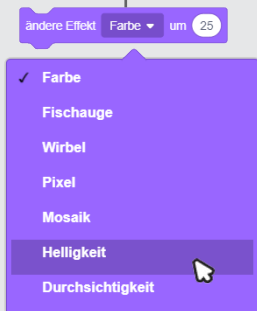 ändere Effekt Farbe um 25
Farbe
Fischauge
Wirbel
Pixel
Mosaik
Helligkeit
Durchsichtigkeit